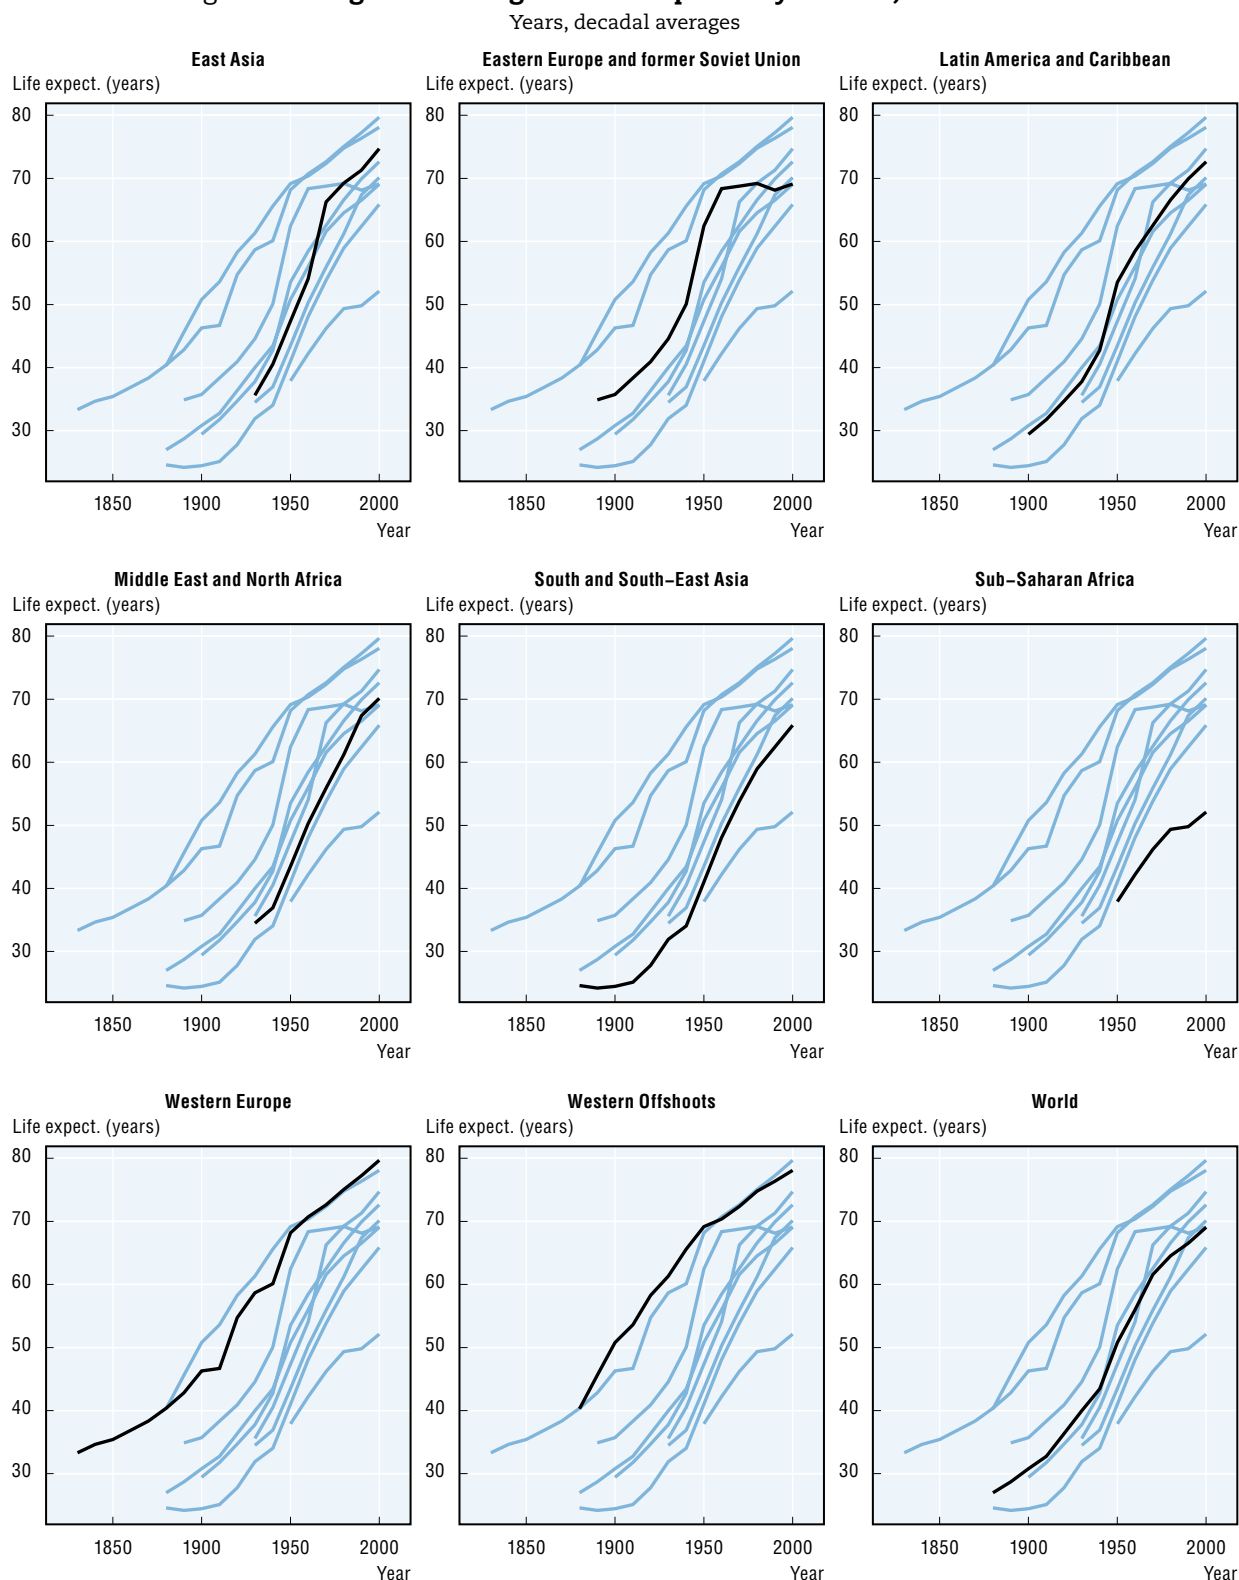 Years, decadal averages
East Asia
Life expect. (years)
80
70
60
50
40
30
1850 1900 1950 2000
Year
Eastern Europe and former Soviet Union
Life expect. (years)
80
70
60
50
40
30
1850 1900 1950 2000
Year
Latin America and Caribbean
Life expect. (years)
80
70
60
50
40
30
1850 1900 1950 2000
Year
Middle East and North Africa
Life expect. (years)
80
70
60
50
40
30
1850 1900 1950 2000
Year
South and South–East Asia
Life expect. (years)
80
70
60
50
40
30
1850 1900 1950 2000
Year
Sub–Saharan Africa
Life expect. (years)
80
70
60
50
40
30
1850 1900 1950 2000
Year
Western Europe
Life expect. (years)
80
70
60
50
40
30
1850 1900 1950 2000
Year
Western Offshoots
Life expect. (years)
80
70
60
50
40
30
1850 1900 1950 2000
Year
World
Life expect. (years)
80
70
60
50
40
30
1850 1900 1950 2000
Year